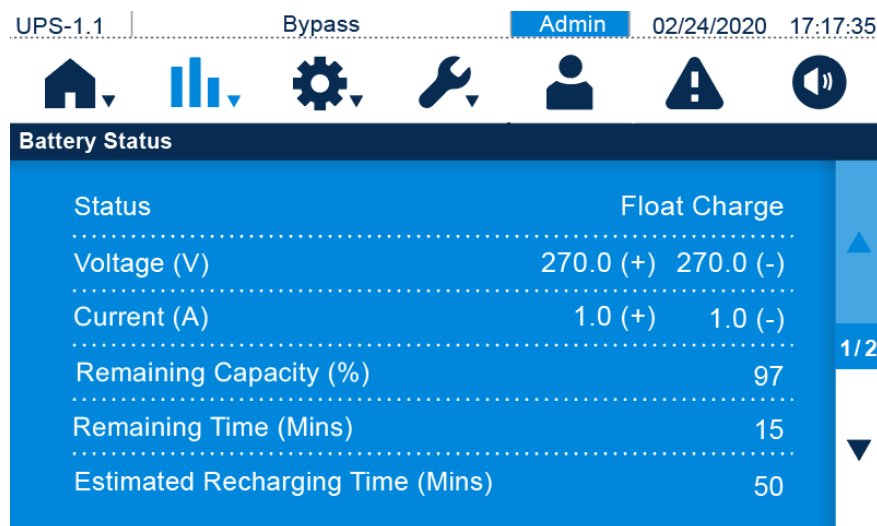 UPS-1.1 Bypass Admin 02/24/2020 17:17:35
Battery Status
Status Float Charge
Voltage (V) 270.0 (+) 270.0 (-)
Current (A) 1.0 (+) 1.0 (-)
1/2
Remaining Capacity (%) 97
Remaining Time (Mins) 15
Estimated Recharging Time (Mins) 50